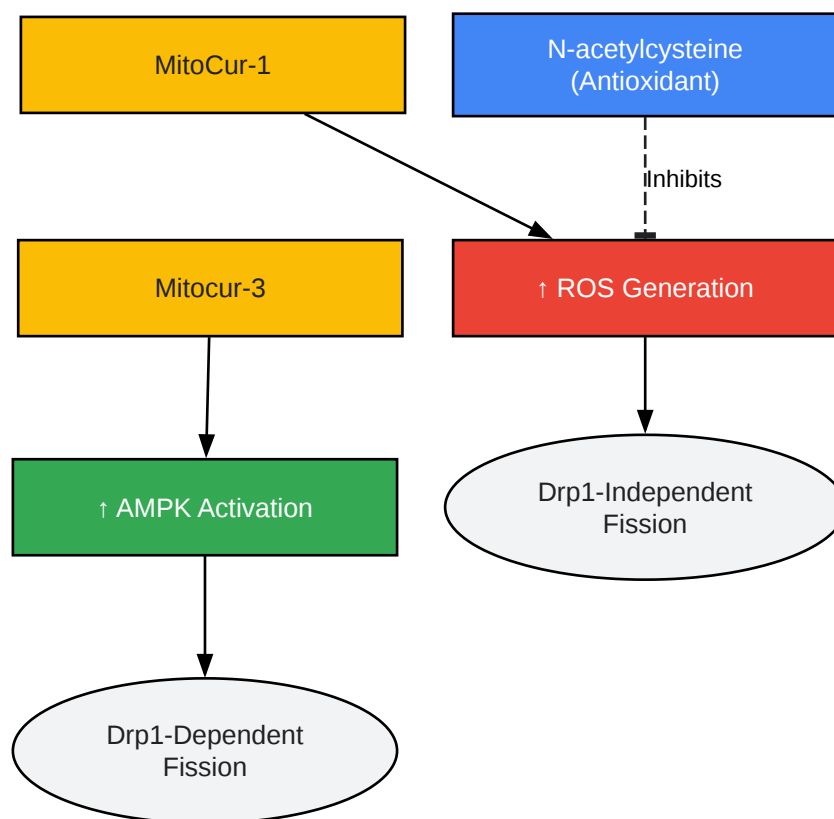 MitoCur-1
N-acetylcysteine
(Antioxidant)
Inhibits
Mitocur-3
↑ ROS Generation
↑ AMPK Activation
Drp1-Independent
Fission
Drp1-Dependent
Fission